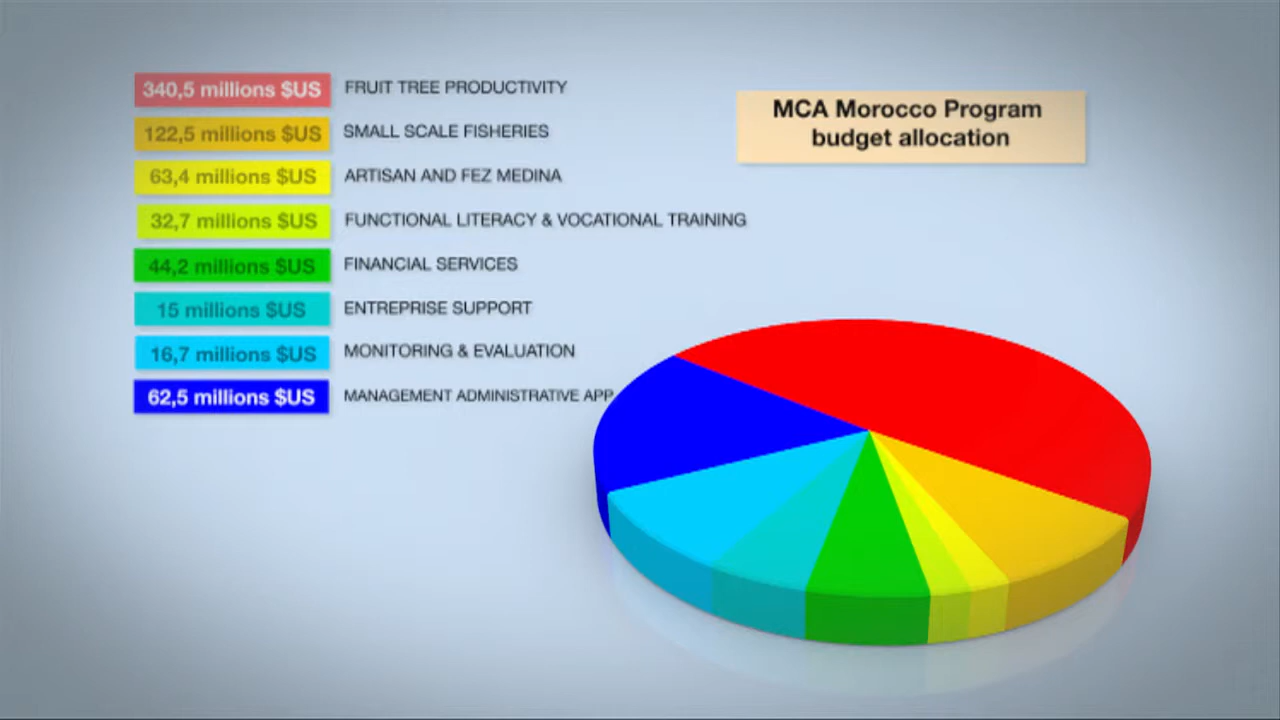 340,5 millions $US FRUIT TREE PRODUCTIVITY
122,5 millions $US SMALL SCALE FISHERIES
63,4 millions $US ARTISAN AND FEZ MEDINA
32,7 millions $US FUNCTIONAL LITERACY & VOCATIONAL TRAINING
44,2 millions $US FINANCIAL SERVICES
15 millions $US ENTREPRISE SUPPORT
16,7 millions $US MONITORING & EVALUATION
62,5 millions $US MANAGEMENT ADMINISTRATIVE APP
MCA Morocco Program
budget allocation